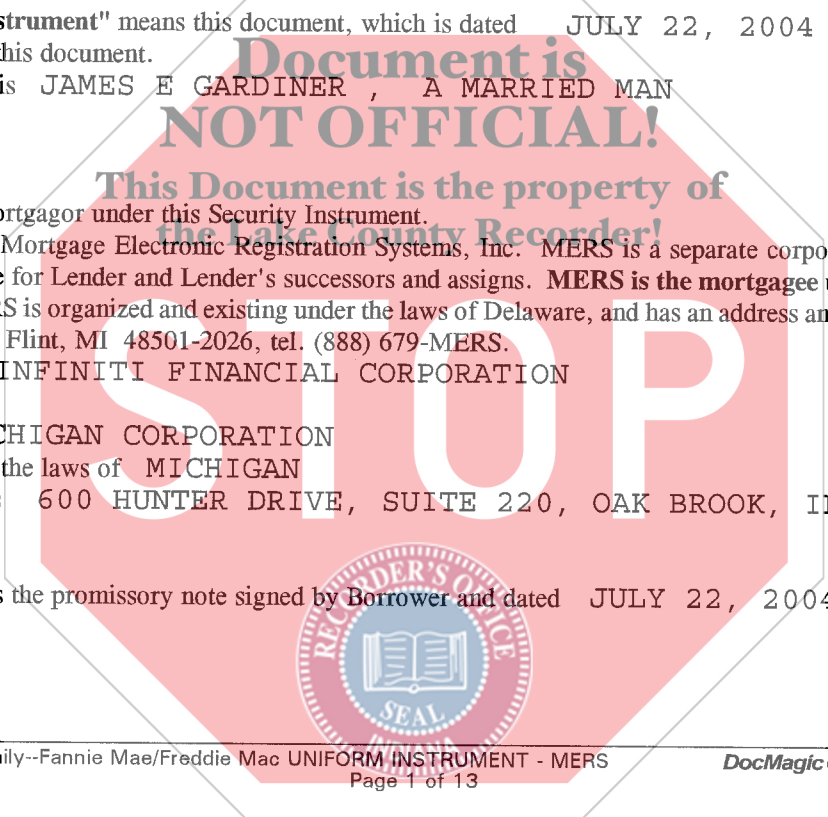 strument" means this document, which is dated JULY 22, 2004
this document.
Document is
is JAMES E GARDINER , A MARRIED MAN
NOT OFFICIAL!
This Document is the property of
the Lake County Recorder!
ortgagor under this Security Instrument.
Mortgage Electronic Registration Systems, Inc. MERS is a separate corpo
e for Lender and Lender's successors and assigns. MERS is the mortgagee
RS is organized and existing under the laws of Delaware, and has an address an
Flint, MI 48501-2026, tel. (888) 679-MERS.
INFINITI FINANCIAL CORPORATION
STOP
CHIGAN CORPORATION
the laws of MICHIGAN
600 HUNTER DRIVE, SUITE 220, OAK BROOK, I
s the promissory note signed by Borrower and dated JULY 22, 2004
RECORDER'S OFFICE
SEAL
INDIANA
ily--Fannie Mae/Freddie Mac UNIFORM INSTRUMENT - MERS
DocMagic
Page 1 of 13